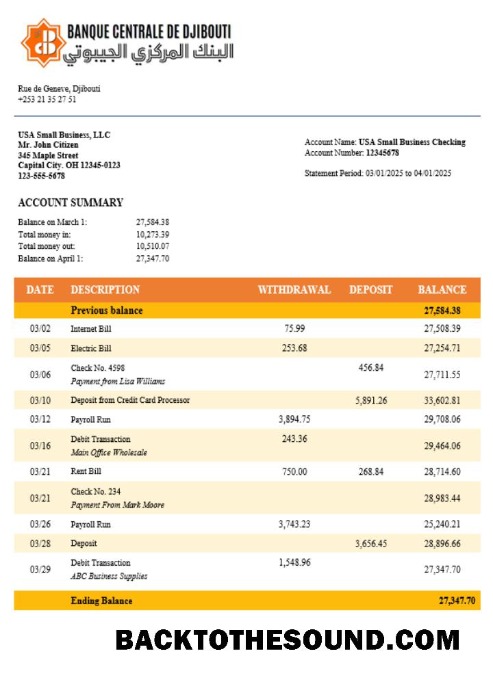 BANQUE CENTRALE DE DJIBOUTI
البنك المركزي الجيبوتي
Rue de Geneve, Djibouti
+253 21 35 27 51
USA Small Business, LLC
Mr. John Citizen
345 Maple Street
Capital City. OH 12345-0123
123-555-5678
Account Name: USA Small Business Checking
Account Number: 12345678
Statement Period: 03/01/2025 to 04/01/2025
ACCOUNT SUMMARY
Balance on March 1: 27,584.38
Total money in: 10,273.39
Total money out: 10,510.07
Balance on April 1: 27,347.70
DATE DESCRIPTION WITHDRAWAL DEPOSIT BALANCE
Previous balance 27,584.38
03/02 Internet Bill 75.99 27,508.39
03/05 Electric Bill 253.68 27,254.71
03/06 Check No. 4598 456.84 27,711.55
Payment from Lisa Williams
03/10 Deposit from Credit Card Processor 5,891.26 33,602.81
03/12 Payroll Run 3,894.75 29,708.06
03/16 Debit Transaction 243.36 29,464.06
Main Office Wholesale
03/21 Rent Bill 750.00 268.84 28,714.60
03/21 Check No. 234 28,983.44
Payment From Mark Moore
03/26 Payroll Run 3,743.23 25,240.21
03/28 Deposit 3,656.45 28,896.66
03/29 Debit Transaction 1,548.96 27,347.70
ABC Business Supplies
Ending Balance 27,347.70
BACKTOTHESOUND.COM